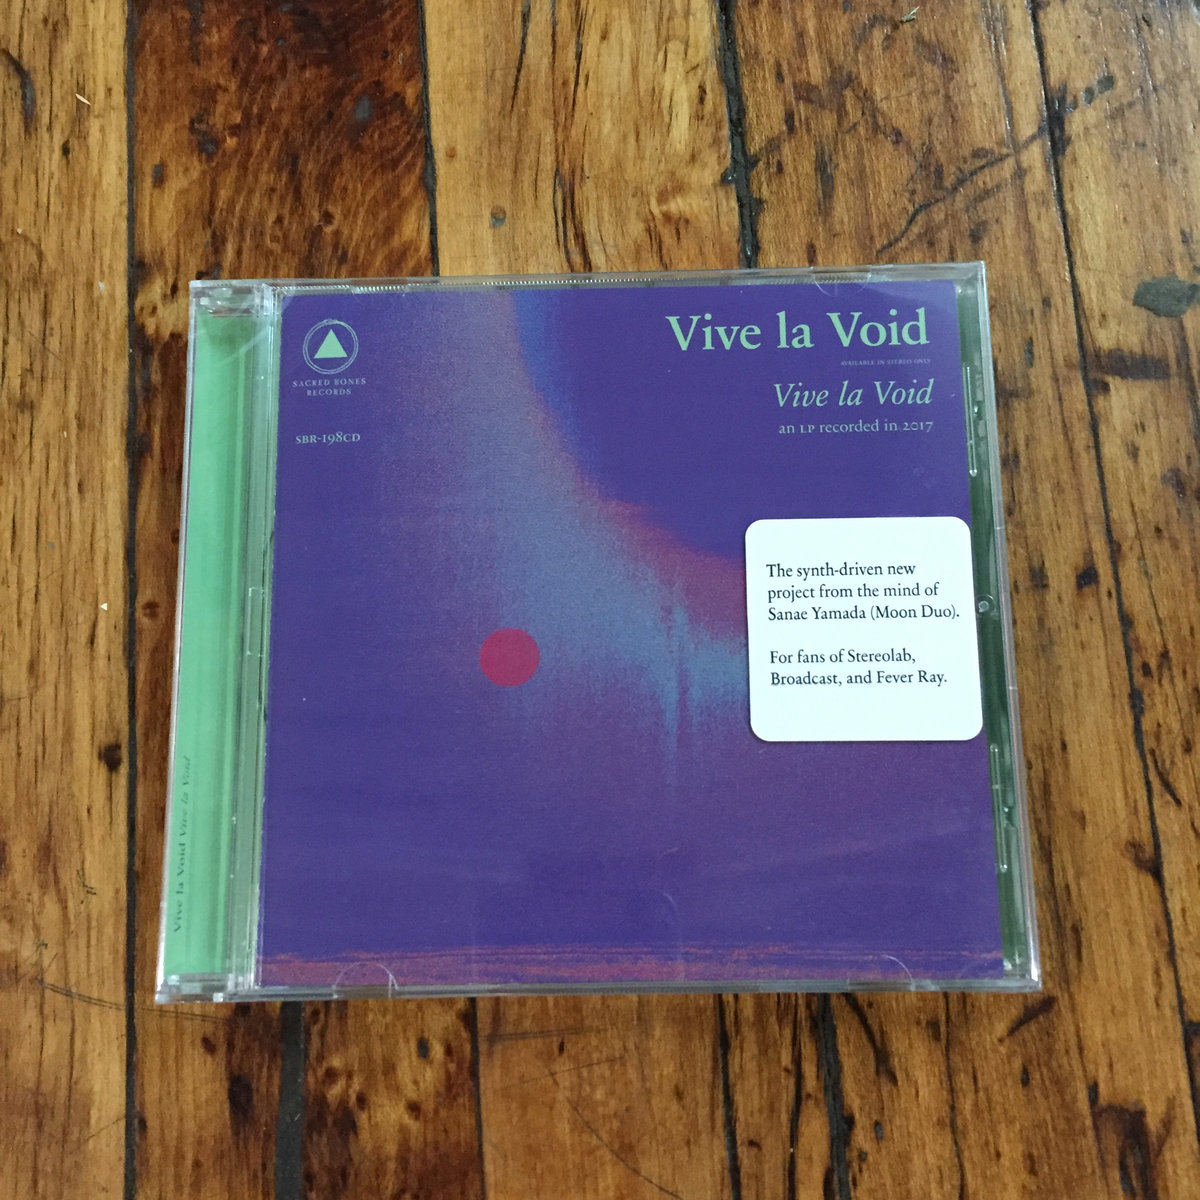 SACRED BONES
RECORDS
SBR-198CD
Vive la Void
AVAILABLE IN STEREO ONLY
Vive la Void
an LP recorded in 2017
The synth-driven new
project from the mind of
Sanae Yamada (Moon Duo).
For fans of Stereolab,
Broadcast, and Fever Ray.
Vive la Void Vive la Void